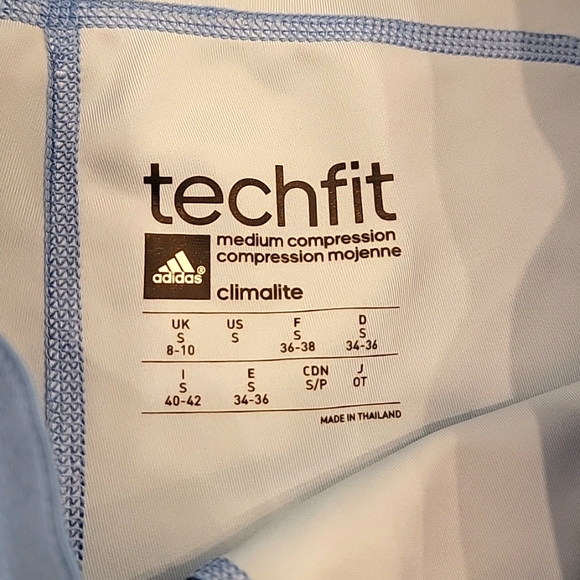 techfit
medium compression
compression mojenne
adidas®
climalite
UK US F D
S S S S
8-10 36-38 34-36
I E CDN J
S S S/P OT
40-42 34-36
MADE IN THAILAND